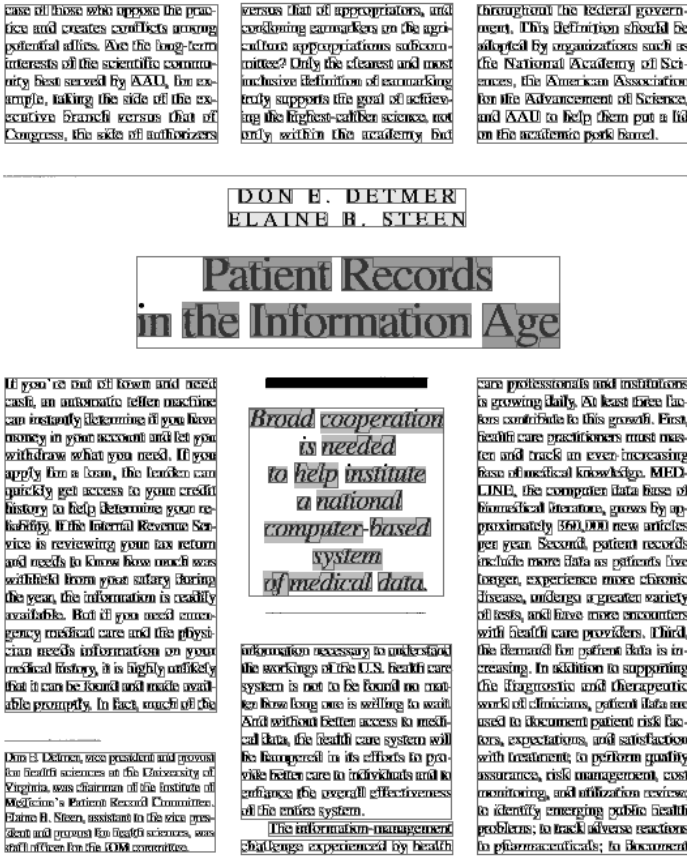 case of those who oppose the prac-
tice and creates conflicts among
potential allies. Are the long-term
interests of the scientific commu-
nity best served by AAU, for ex-
ample, taking the side of the ex-
ecutive branch versus that of
Congress, the side of authorizers
versus that of appropriators, and
condoning earmarkers on the agri-
culture appropriations subcom-
mittee? Only the clearest and most
inclusive definition of earmarking
truly supports the goal of achiev-
ing the highest-caliber science, not
only within the academy but
throughout the federal govern-
ment. This definition should be
adopted by organizations such as
the National Academy of Sci-
ences, the American Association
for the Advancement of Science,
and AAU to help them put a lid
on the academic pork barrel.
DON E. DETMER
ELAINE B. STEEN
Patient Records
in the Information Age
If you're out of town and need
cash, an automatic teller machine
can instantly determine if you have
money in your account and let you
withdraw what you need. If you
apply for a loan, the lender can
quickly get access to your credit
history to help determine your re-
liability. If the Internal Revenue Ser-
vice is reviewing your tax return
and needs to know how much was
withheld from your salary during
the year, the information is readily
available. But if you need emer-
gency medical care and the physi-
cian needs information on your
medical history, it is highly unlikely
that it can be found and made avail-
able promptly. In fact, much of the
Don E. Detmer, vice president and provost
for health sciences at the University of
Virginia, was chairman of the Institute of
Medicine's Patient Record Committee.
Elaine B. Steen, assistant to the vice pres-
ident and provost for health sciences, was
staff officer for the IOM committee.
Broad cooperation
is needed
to help institute
a national
computer-based
system
of medical data.
information necessary to understand
the workings of the U.S. health care
system is not to be found no mat-
ter how long one is willing to wait.
And without better access to medi-
cal data, the health care system will
be hampered in its efforts to pro-
vide better care to individuals and to
enhance the overall effectiveness
of the entire system.
The information-management
challenge experienced by health
care professionals and institutions
is growing daily. At least three fac-
tors contribute to this growth. First,
health care practitioners must mas-
ter and track an ever-increasing
base of medical knowledge. MED-
LINE, the computer data base of
biomedical literature, grows by ap-
proximately 360,000 new articles
per year. Second, patient records
include more data as patients live
longer, experience more chronic
disease, undergo a greater variety
of tests, and have more encounters
with health care providers. Third,
the demand for patient data is in-
creasing. In addition to supporting
the diagnostic and therapeutic
work of clinicians, patient data are
used to document patient risk fac-
tors, expectations, and satisfaction
with treatment; to perform quality
assurance, risk management, cost
monitoring, and utilization review;
to identify emerging public health
problems; to track adverse reactions
to pharmaceuticals; to document